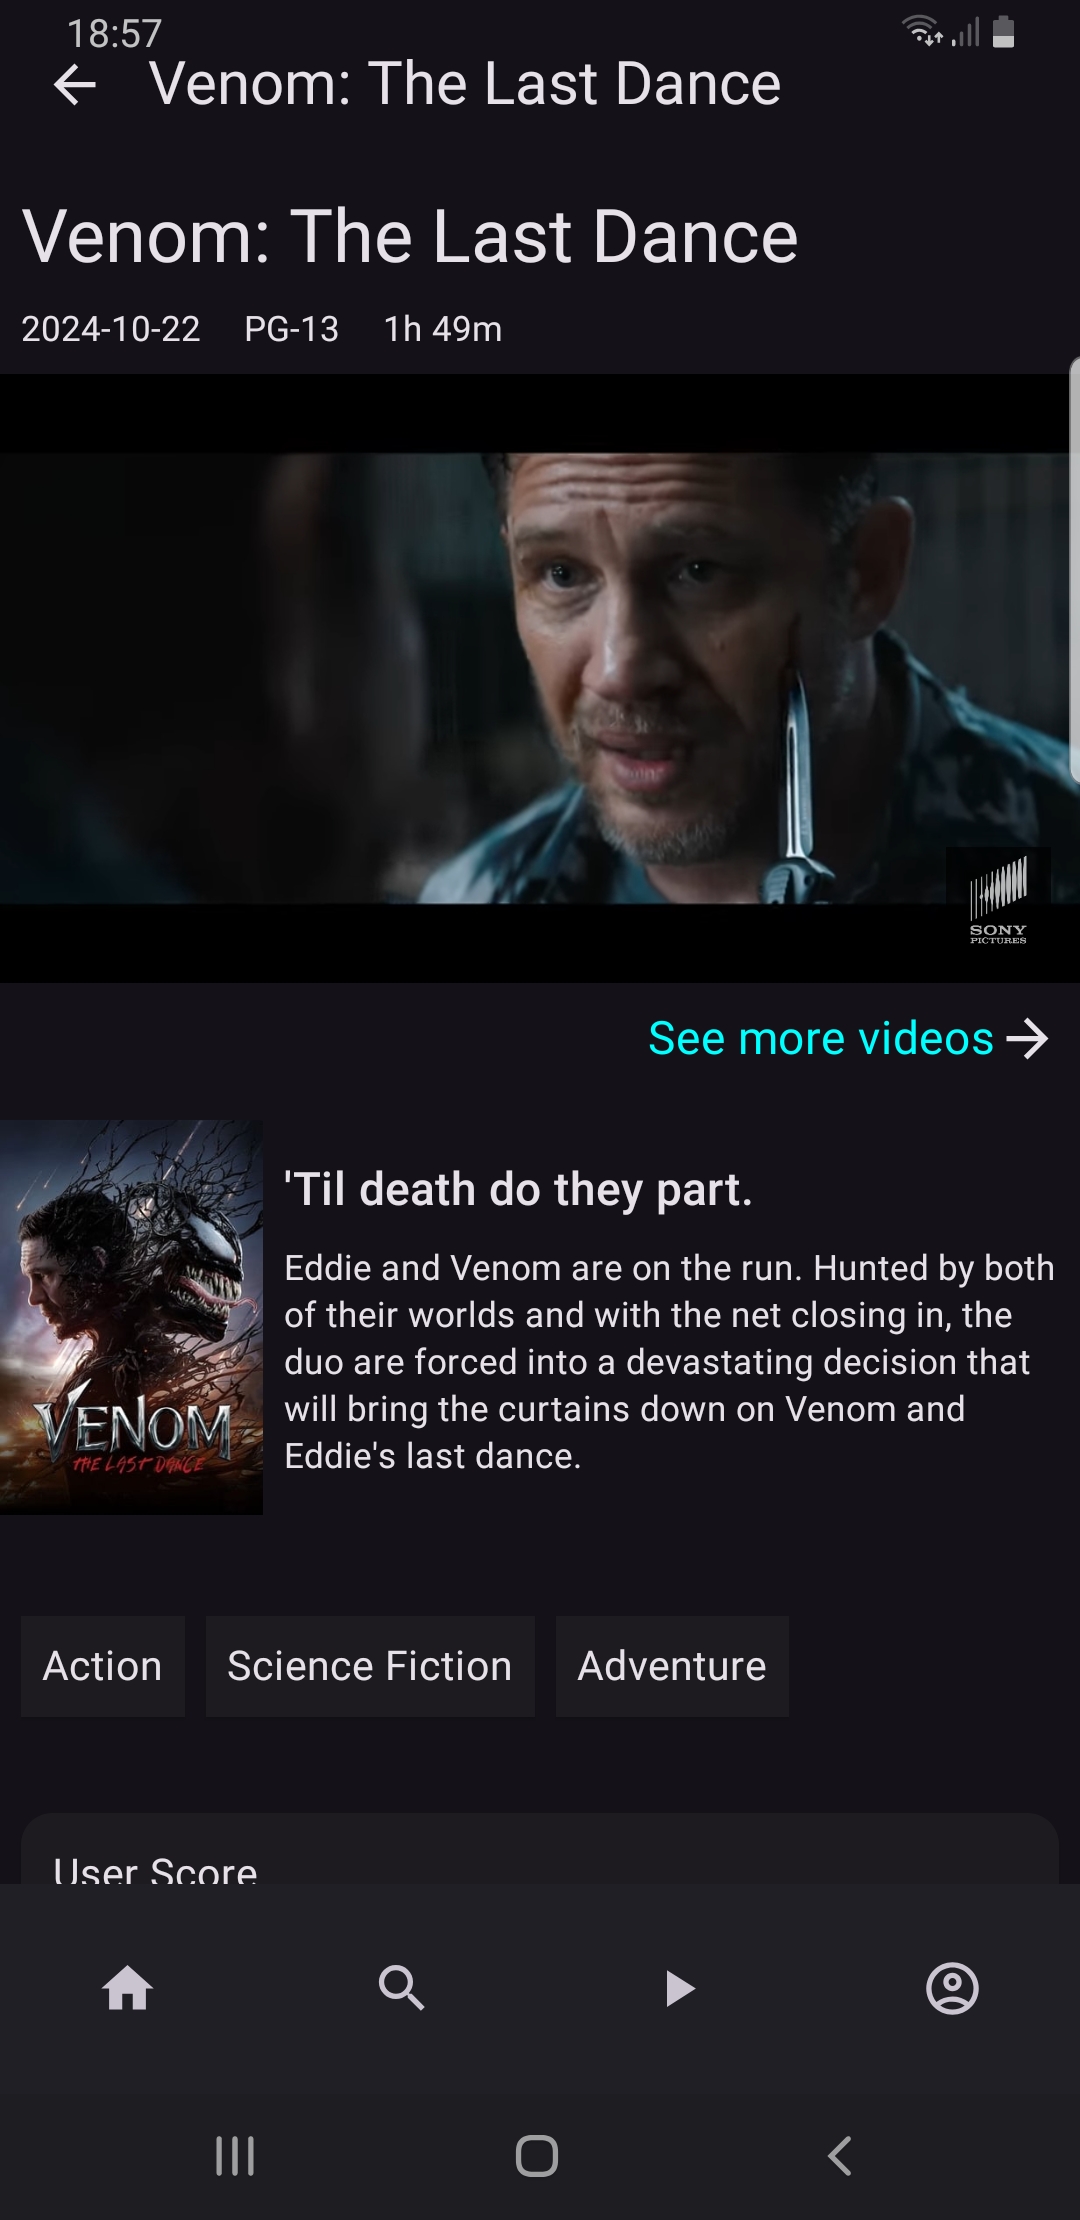 18:57
Venom: The Last Dance
Venom: The Last Dance
2024-10-22 PG-13 1h 49m
SONY
PICTURES
See more videos
'Til death do they part.
Eddie and Venom are on the run. Hunted by both
of their worlds and with the net closing in, the
duo are forced into a devastating decision that
will bring the curtains down on Venom and
Eddie's last dance.
VENOM
THE LAST DANCE
Action Science Fiction Adventure
User Score